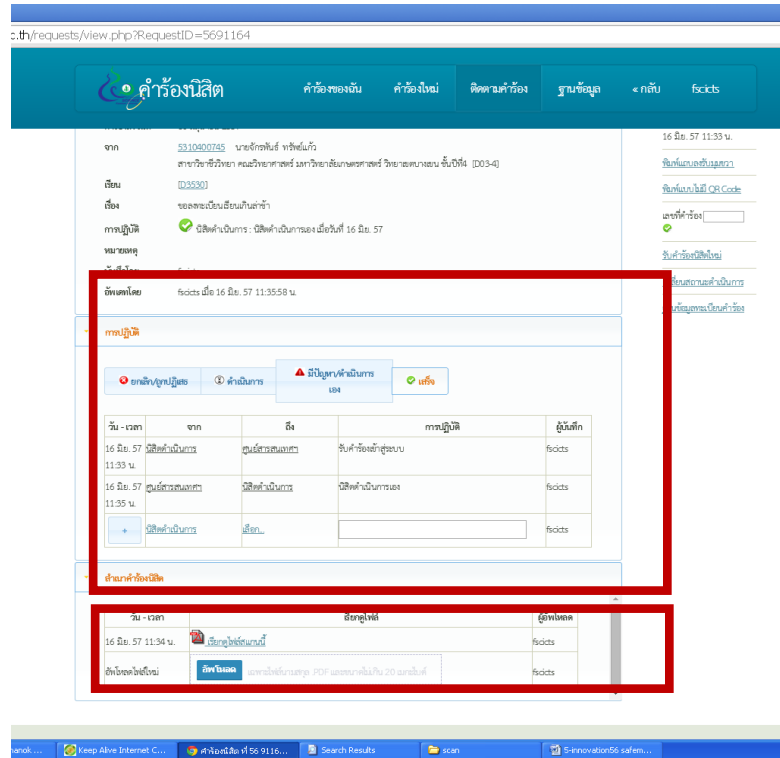 c.th/requests/view.php?RequestID=5691164
คำร้องนิสิต คำร้องของฉัน คำร้องใหม่ ติดตามคำร้อง ฐานข้อมูล « กลับ fscicts
16 มิย. 57 11:33 น.
จาก 5310400745 นายจักรพันธ์ ทรัพย์แก้ว
สาขาวิชาชีววิทยา คณะวิทยาศาสตร์ มหาวิทยาลัยเกษตรศาสตร์ วิทยาเขตบางเขน ชั้นปีที่4 [D03-4]
พิมพ์แบบไม่มี QR Code
เรียน [D3530]
เรื่อง ขอลงทะเบียนเรียนเกินล่าช้า
เลขที่คำร้อง
การปฏิบัติ นิสิตดำเนินการ : นิสิตดำเนินการเอง เมื่อวันที่ 16 มิย. 57
หมายเหตุ
รับคำร้องนิสิตใหม่
อัพเดทโดย fscicts เมื่อ 16 มิย. 57 11:35:58 น.
การปฏิบัติ
ยกเลิก/ถูกปฏิเสธ ดำเนินการ มีปัญหา/ดำเนินการ
เอง
เสร็จ
วัน - เวลา จาก ถึง การปฏิบัติ ผู้บันทึก
16 มิย. 57 นิสิตดำเนินการ ศูนย์สารสนเทศฯ รับคำร้องเข้าสู่ระบบ fscicts
11:33 น.
16 มิย. 57 ศูนย์สารสนเทศฯ นิสิตดำเนินการ นิสิตดำเนินการเอง fscicts
11:35 น.
+ นิสิตดำเนินการ เลือก... fscicts
สำเนาคำร้องนิสิต
วัน - เวลา เรียกดูไฟล์ ผู้อัพโหลด
16 มิย. 57 11:34 น. เรียกดูไฟล์สแกนนี้ fscicts
อัพโหลดไฟล์ใหม่ อัพโหลด เฉพาะไฟล์นามสกุล .PDF และขนาดไม่เกิน 20 เมกะไบต์ fscicts
anok ... Keep Alive Internet C... คำร้องนิสิต ที่ 56 9116... Search Results scan 5-innovation56 safem...